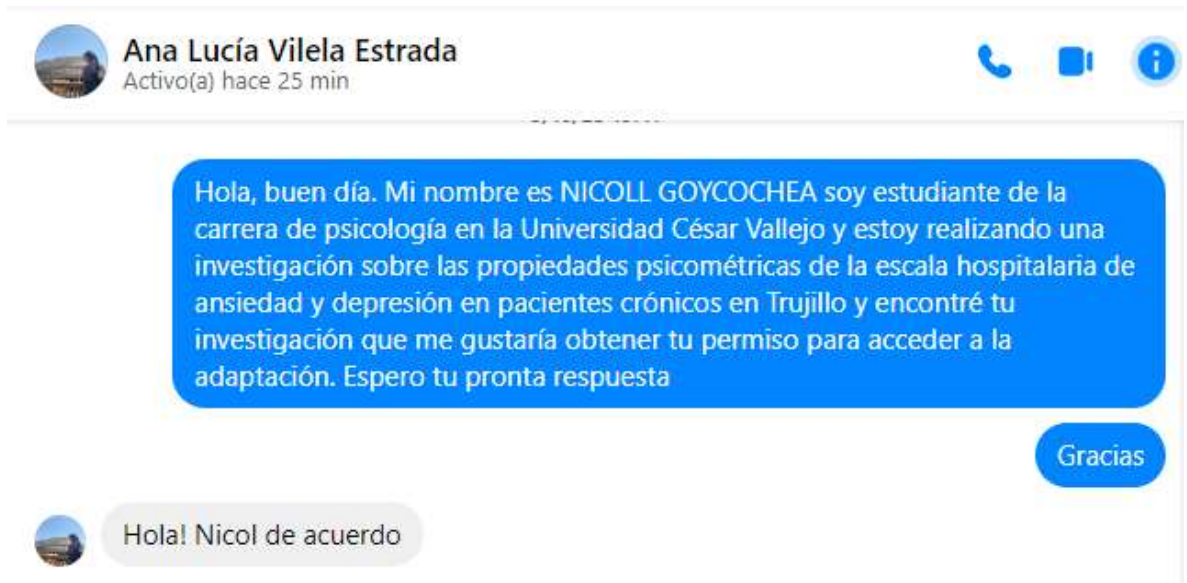 Ana Lucía Vilela Estrada
Activo(a) hace 25 min
Hola, buen día. Mi nombre es NICOLL GOYCOCHEA soy estudiante de la
carrera de psicología en la Universidad César Vallejo y estoy realizando una
investigación sobre las propiedades psicométricas de la escala hospitalaria de
ansiedad y depresión en pacientes crónicos en Trujillo y encontré tu
investigación que me gustaría obtener tu permiso para acceder a la
adaptación. Espero tu pronta respuesta
Gracias
Hola! Nicol de acuerdo